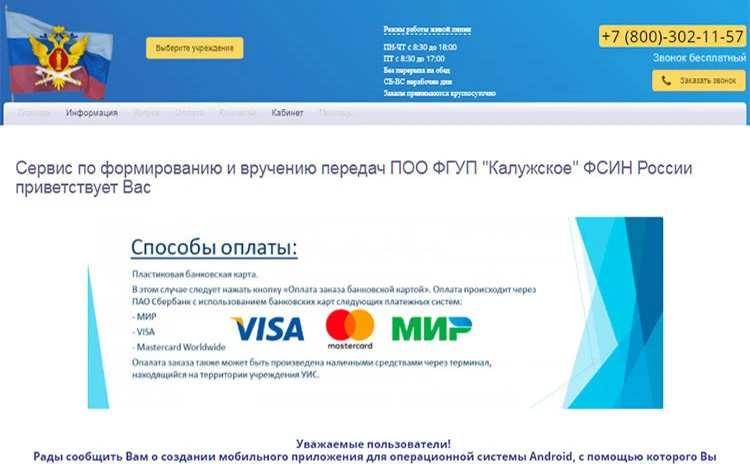 Выберите учреждение
Режим работы живой линии
ПН-ЧТ с 8:30 до 18:00
ПТ с 8:30 до 17:00
Без перерыва на обед
СБ-ВС нерабочие дни
Заказы принимаются круглосуточно
+7 (800)-302-11-57
Звонок бесплатный
Заказать звонок
Главная Информация Услуги Оплата Контакты Кабинет Помощь
Сервис по формированию и вручению передач ПОО ФГУП "Калужское" ФСИН России
приветствует Вас
Способы оплаты:
Пластиковая банковская карта.
В этом случае следует нажать кнопку «Оплата заказа банковской картой». Оплата происходит через
ПАО Сбербанк с использованием банковских карт следующих платежных систем:
- МИР
- VISA
- Mastercard Worldwide
VISA mastercard МИР
Опалата заказа также может быть произведена наличными средствами через терминал,
находящийся на территории учреждения УИС.
Уважаемые пользователи!
Рады сообщить Вам о создании мобильного приложения для операционной системы Android, с помощью которого Вы